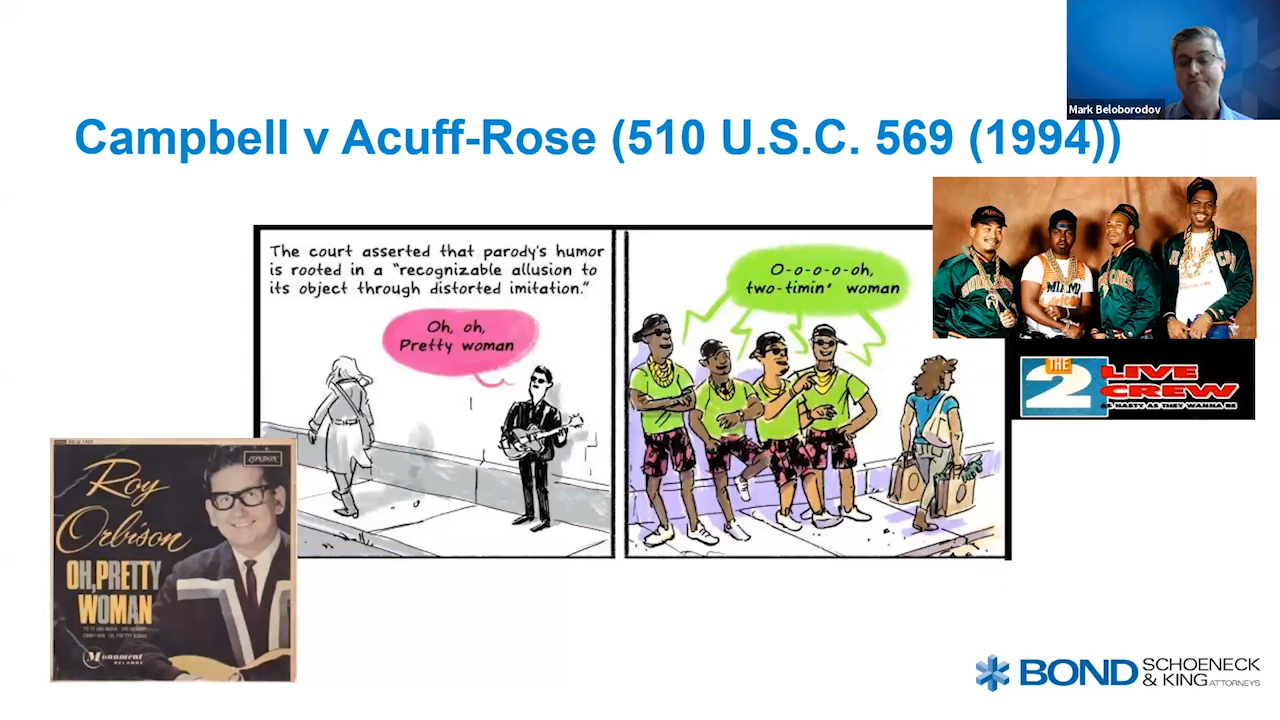 Mark Beloborodov
Campbell v Acuff-Rose (510 U.S.C. 569 (1994))
The court asserted that parody's humor
is rooted in a "recognizable allusion to
its object through distorted imitation."
Oh, oh,
Pretty woman
O-o-o-o-oh,
two-timin' woman
MIAMI
THE
2 LIVE
CREW
AS NASTY AS THEY WANNA BE
LONDON
Roy
Orbison
OH, PRETTY
WOMAN
Monument
RECORDS
BOND SCHOENECK
& KING ATTORNEYS